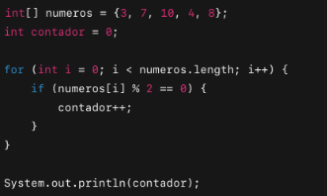 int[] numeros = {3, 7, 10, 4, 8};
int contador = 0;

for (int i = 0; i < numeros.length; i++) {
    if (numeros[i] % 2 == 0) {
        contador++;
    }
}

System.out.println(contador);